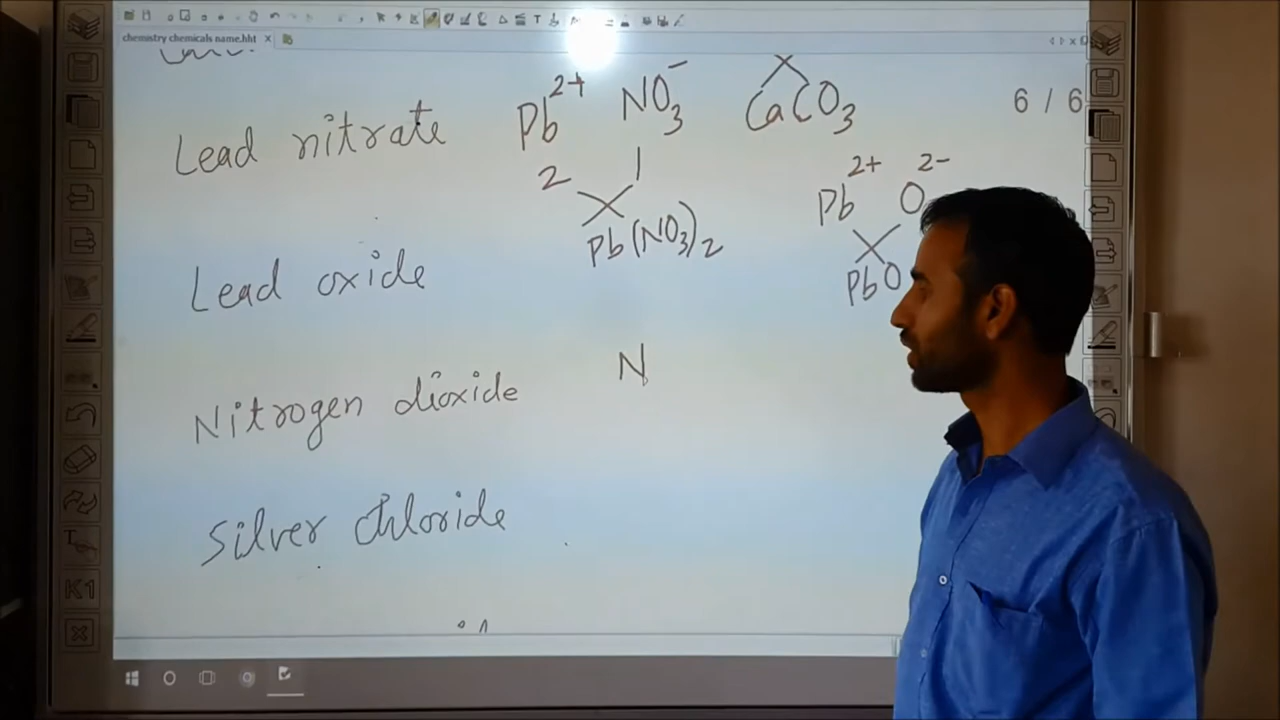 chemistry chemicals name.hht
6 / 6
Lead nitrate Pb2+ NO3- CaCO3
2 1
Pb(NO3)2
Pb2+ O2-
PbO
Lead oxide
Nitrogen dioxide N
Silver Chloride
K1